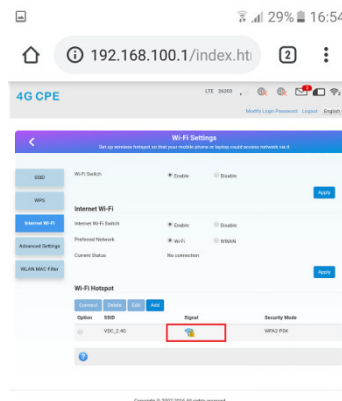 29% 16:54
192.168.100.1/index.ht 2
4G CPE
LTE
Modify Login Password Logout English
Wi-Fi Settings
Set up wireless hotspot so that your mobile phone or laptop could access network via it
SSID
WPS
Internet Wi-Fi
Advanced Settings
WLAN MAC Filter
Wi-Fi Switch Enable Disable
Apply
Internet Wi-Fi
Internet Wi-Fi Switch Enable Disable
Preferred Network Wi-Fi WWAN
Current Status No connection
Apply
Wi-Fi Hotspot
Connect Delete Edit Add
Option SSID Signal Security Mode
VDC_2.4G WPA2-PSK